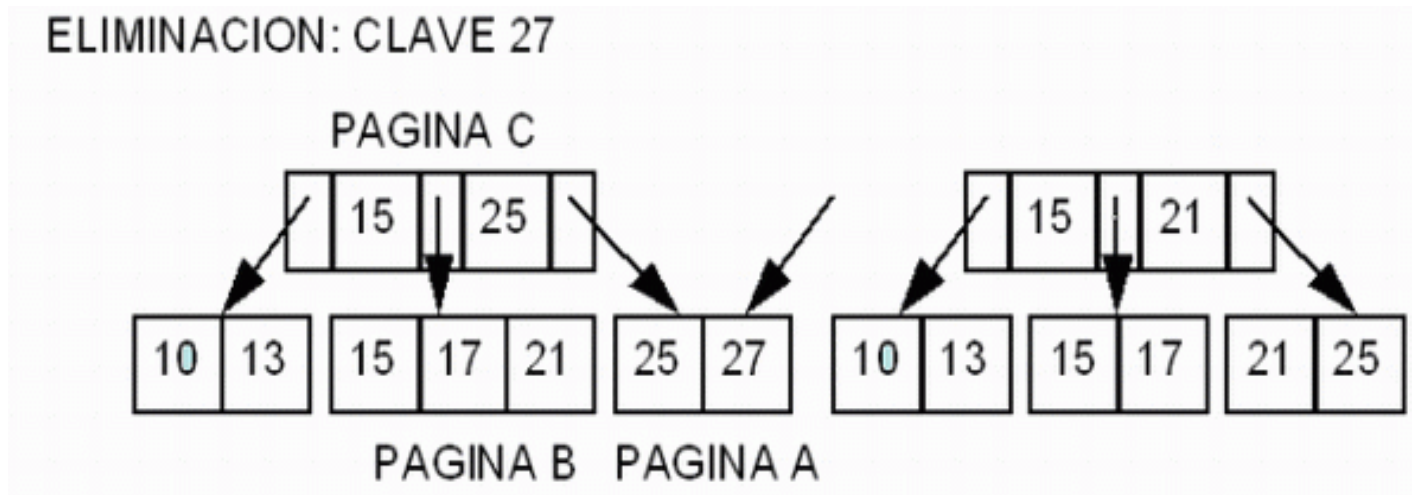 ELIMINACION: CLAVE 27
PAGINA C
15 25 15 21
10 13 15 17 21 25 27 10 13 15 17 21 25
PAGINA B PAGINA A